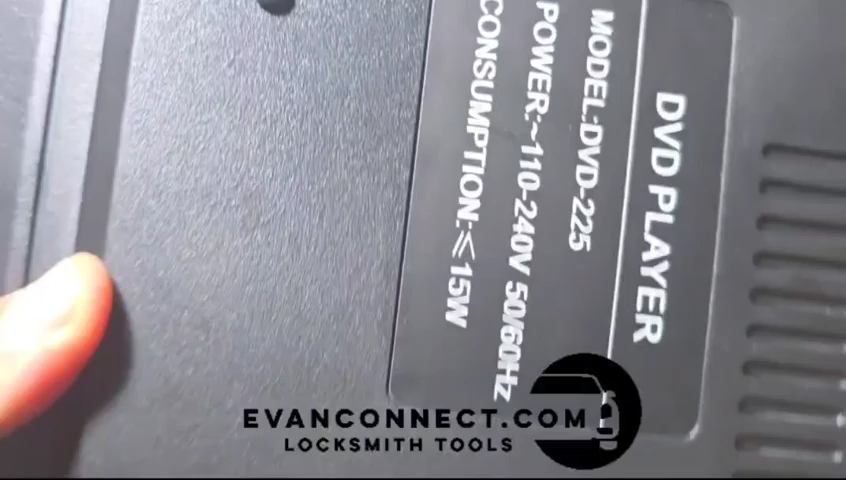 DVD PLAYER
MODEL:DVD-225
POWER:~110-240V 50/60Hz
CONSUMPTION:≤15W
EVANCONNECT.COM
LOCKSMITH TOOLS